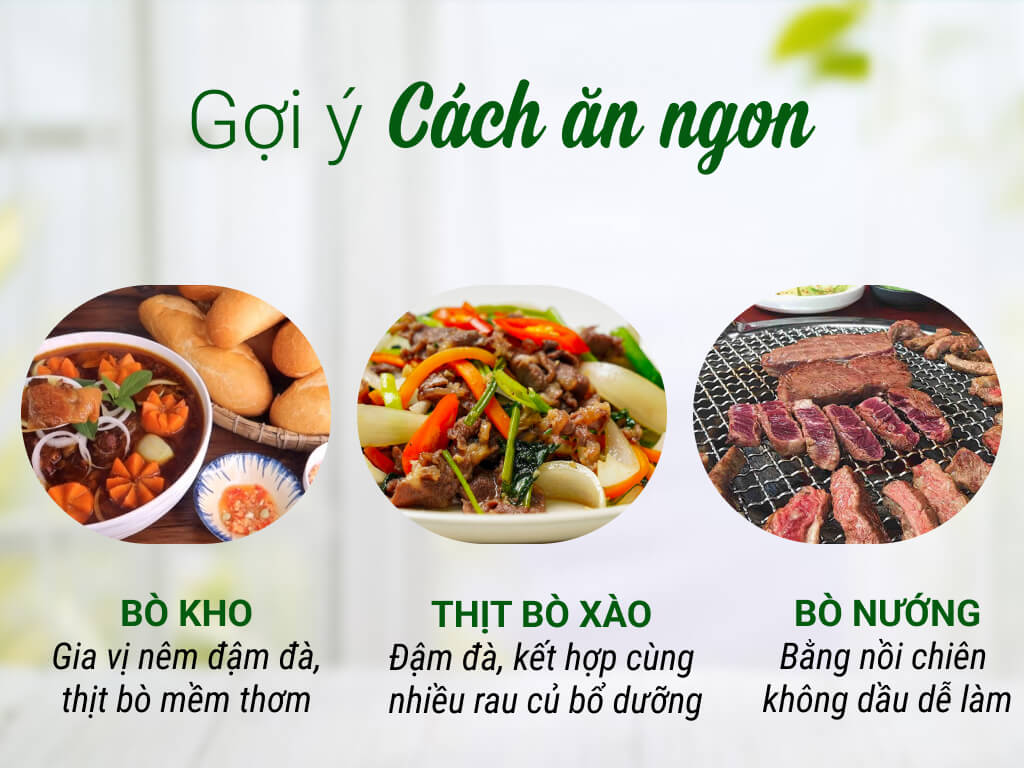 Gợi ý Cách ăn ngon
BÒ KHO
Gia vị nêm đậm đà,
thịt bò mềm thơm
THỊT BÒ XÀO
Đậm đà, kết hợp cùng
nhiều rau củ bổ dưỡng
BÒ NƯỚNG
Bằng nồi chiên
không dầu dễ làm